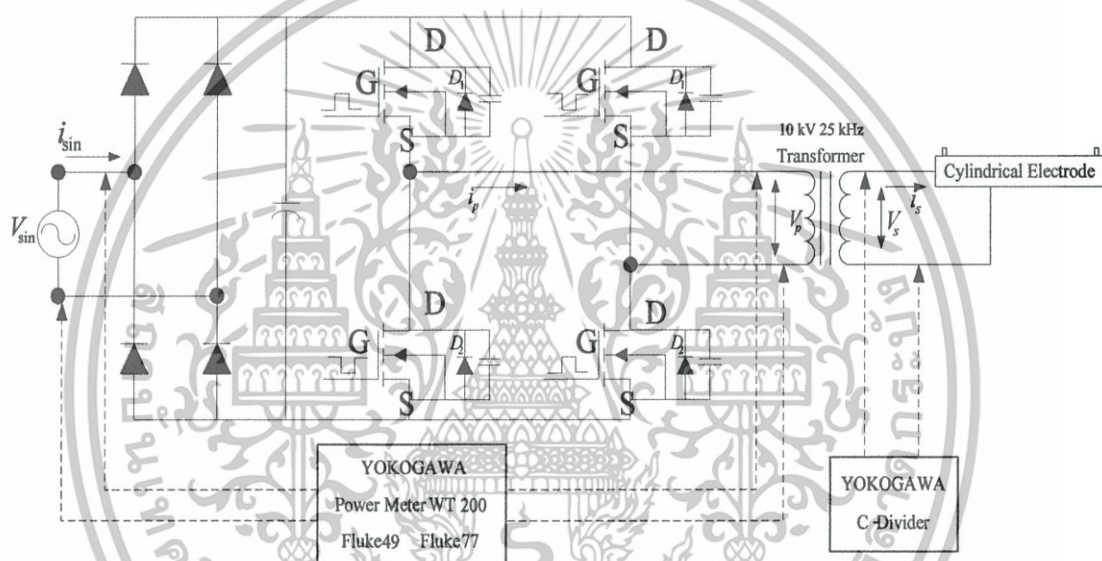 D
D
G
D₁
G
D₁
S
S
10 kV 25 kHz
Transformer
i_sin
i_p
V_p
V_s
i_s
Cylindrical Electrode
V_sin
D
D
G
D₂
G
D₂
S
S
YOKOGAWA
Power Meter WT 200
Fluke49 Fluke77
YOKOGAWA
C-Divider